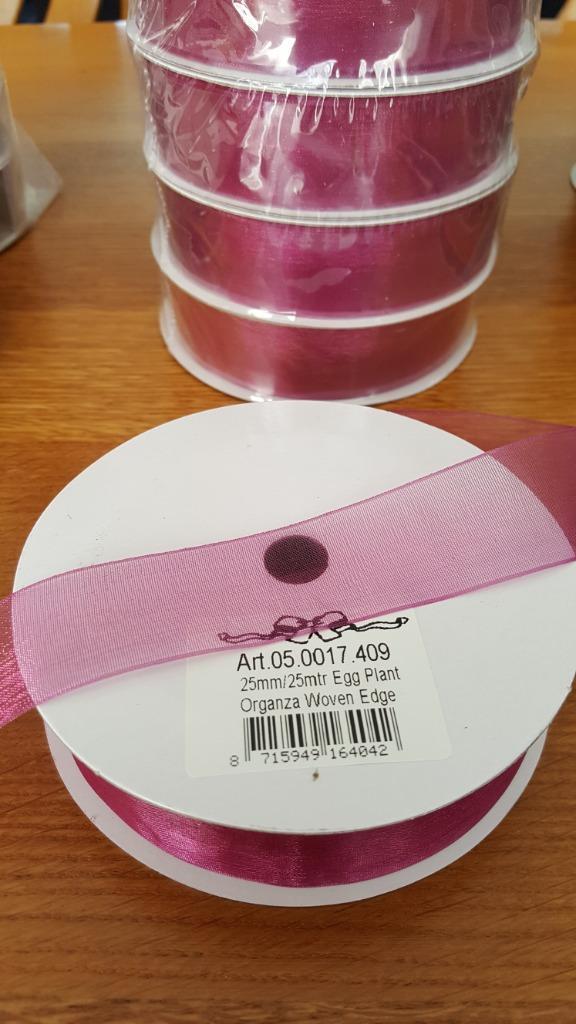 Art.05.0017.409
25mm/25mtr Egg Plant
Organza Woven Edge
8 715949 164042